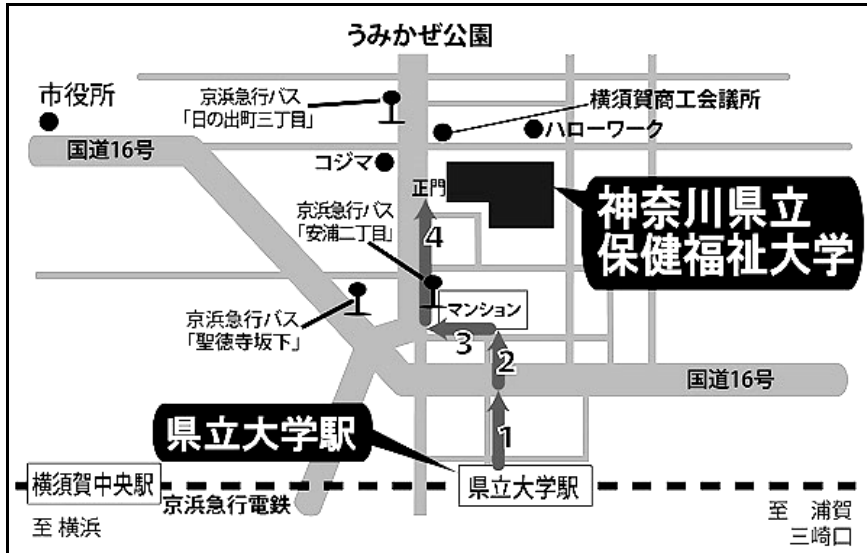 うみかぜ公園
市役所
京浜急行バス
「日の出町三丁目」
横須賀商工会議所
ハローワーク
国道16号
コジマ
正門
京浜急行バス
「安浦二丁目」
4
神奈川県立
保健福祉大学
マンション
京浜急行バス
「聖徳寺坂下」
3
2
国道16号
県立大学駅
1
横須賀中央駅
京浜急行電鉄
県立大学駅
至 横浜
至 浦賀
三崎口